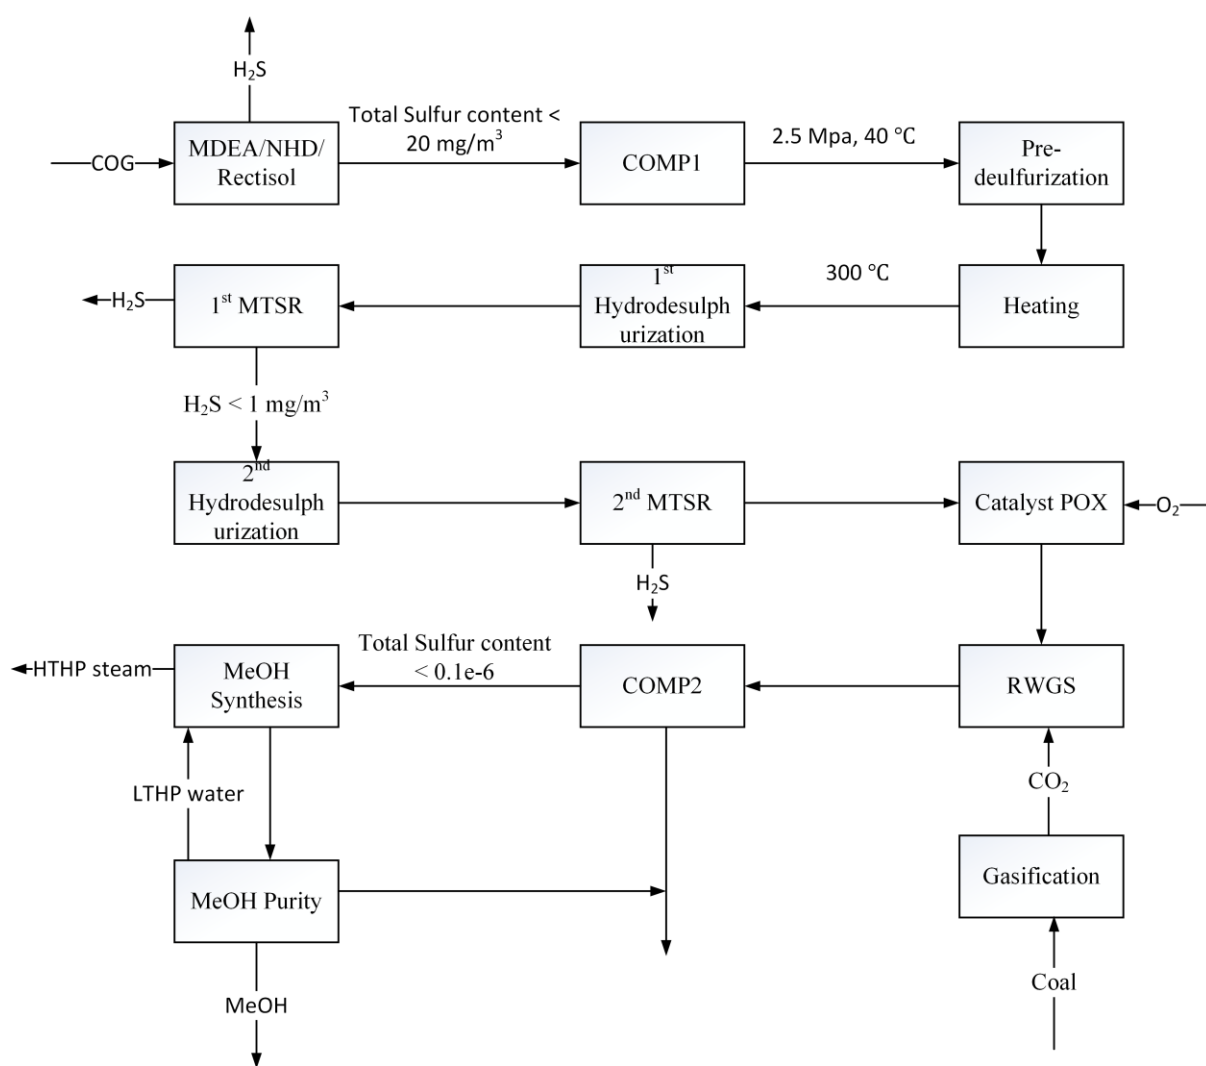 H₂S
COG
MDEA/NHD/
Rectisol
Total Sulfur content <
20 mg/m³
COMP1
2.5 Mpa, 40 ℃
Pre-
deulfurization
H₂S
1st MTSR
1st
Hydrodesulph
urization
300 ℃
Heating
H₂S < 1 mg/m³
2nd
Hydrodesulph
urization
2nd MTSR
Catalyst POX
O₂
H₂S
HTHP steam
MeOH
Synthesis
Total Sulfur content
< 0.1e-6
COMP2
RWGS
LTHP water
CO₂
MeOH Purity
Gasification
MeOH
Coal